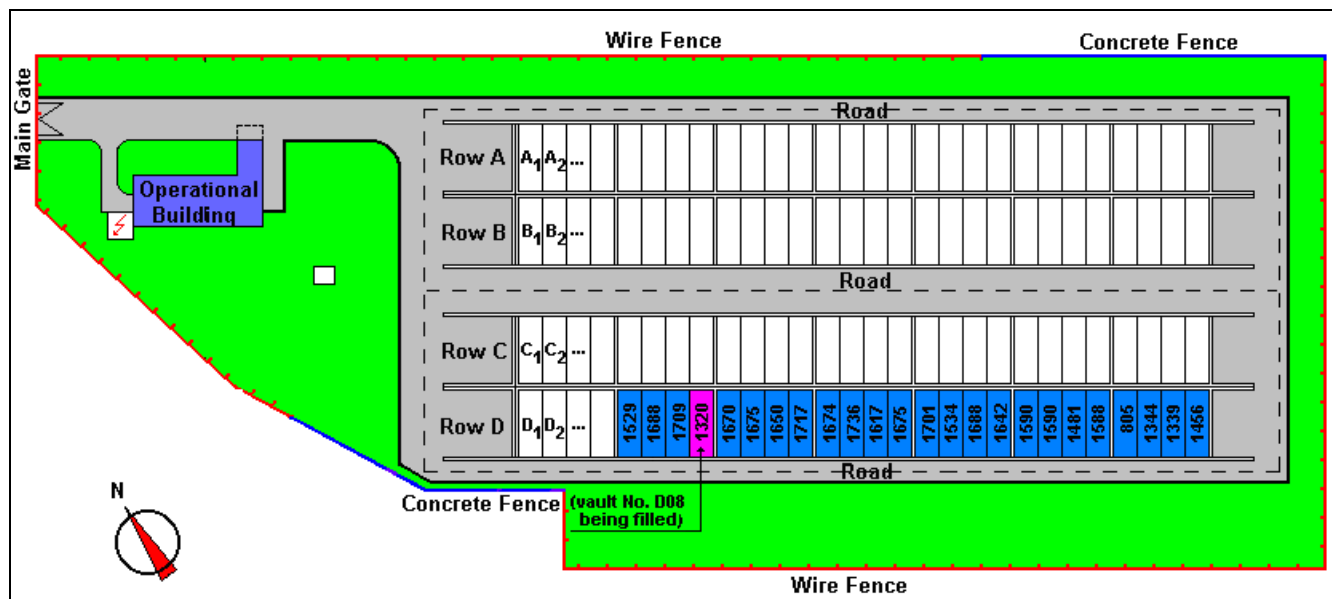 Wire Fence
Concrete Fence
Main Gate
Road
Row A
A1 A2 ...
Operational
Building
Row B
B1 B2 ...
Road
Row C
C1 C2 ...
Row D
D1 D2 ...
1529
1688
1709
1320
1670
1675
1650
1717
1674
1736
1617
1675
1701
1534
1688
1642
1590
1590
1481
1588
805
1344
1339
1456
Road
N
Concrete Fence
(vault No. D08
being filled)
Wire Fence